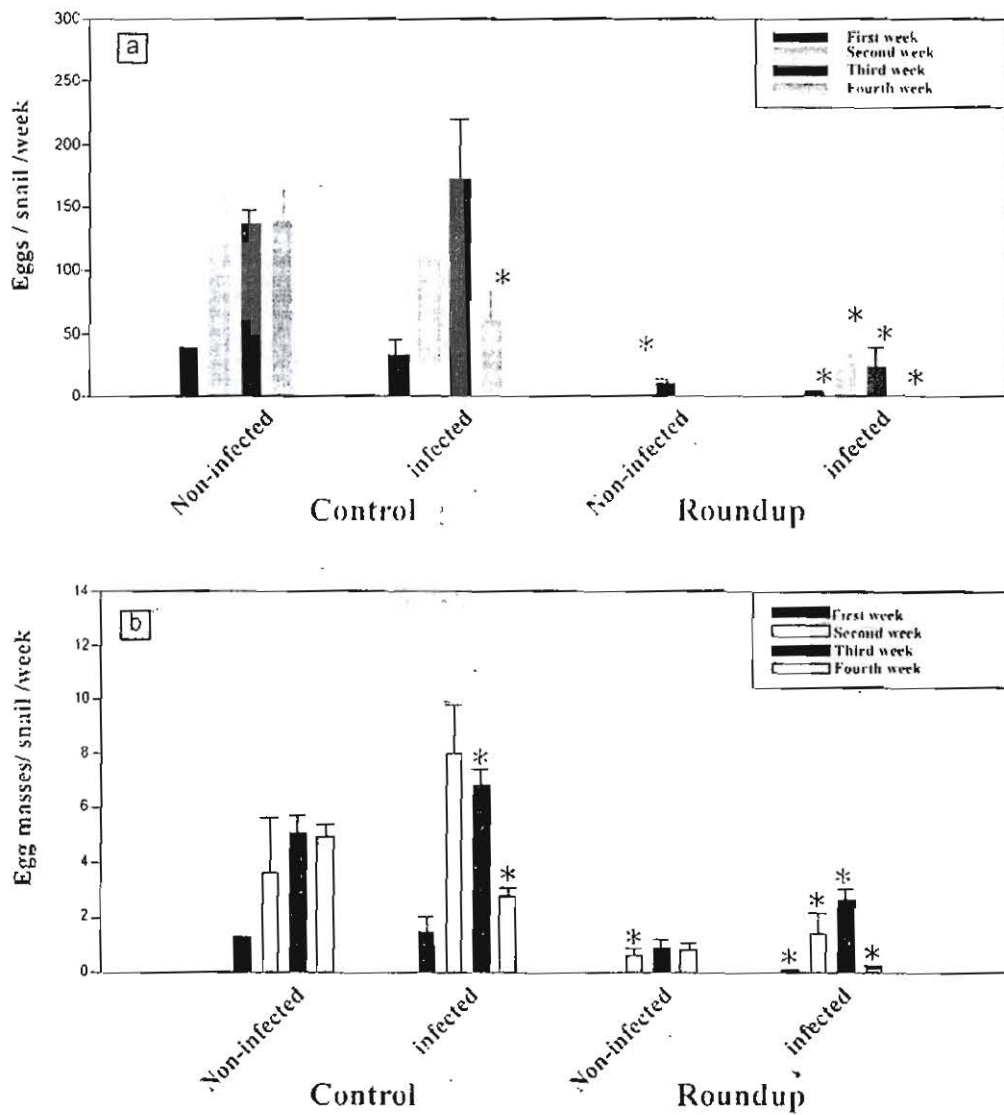 a
First week
Second week
Third week
Fourth week
Eggs / snail /week
300
250
200
150
100
50
0
*
*
*
*
*
*
Non-infected
infected
Non-infected
infected
Control
Roundup
b
First week
Second week
Third week
Fourth week
Egg masses/ snail /week
14
12
10
8
6
4
2
0
*
*
*
*
*
*
*
Non-infected
infected
Non-infected
infected
Control
Roundup